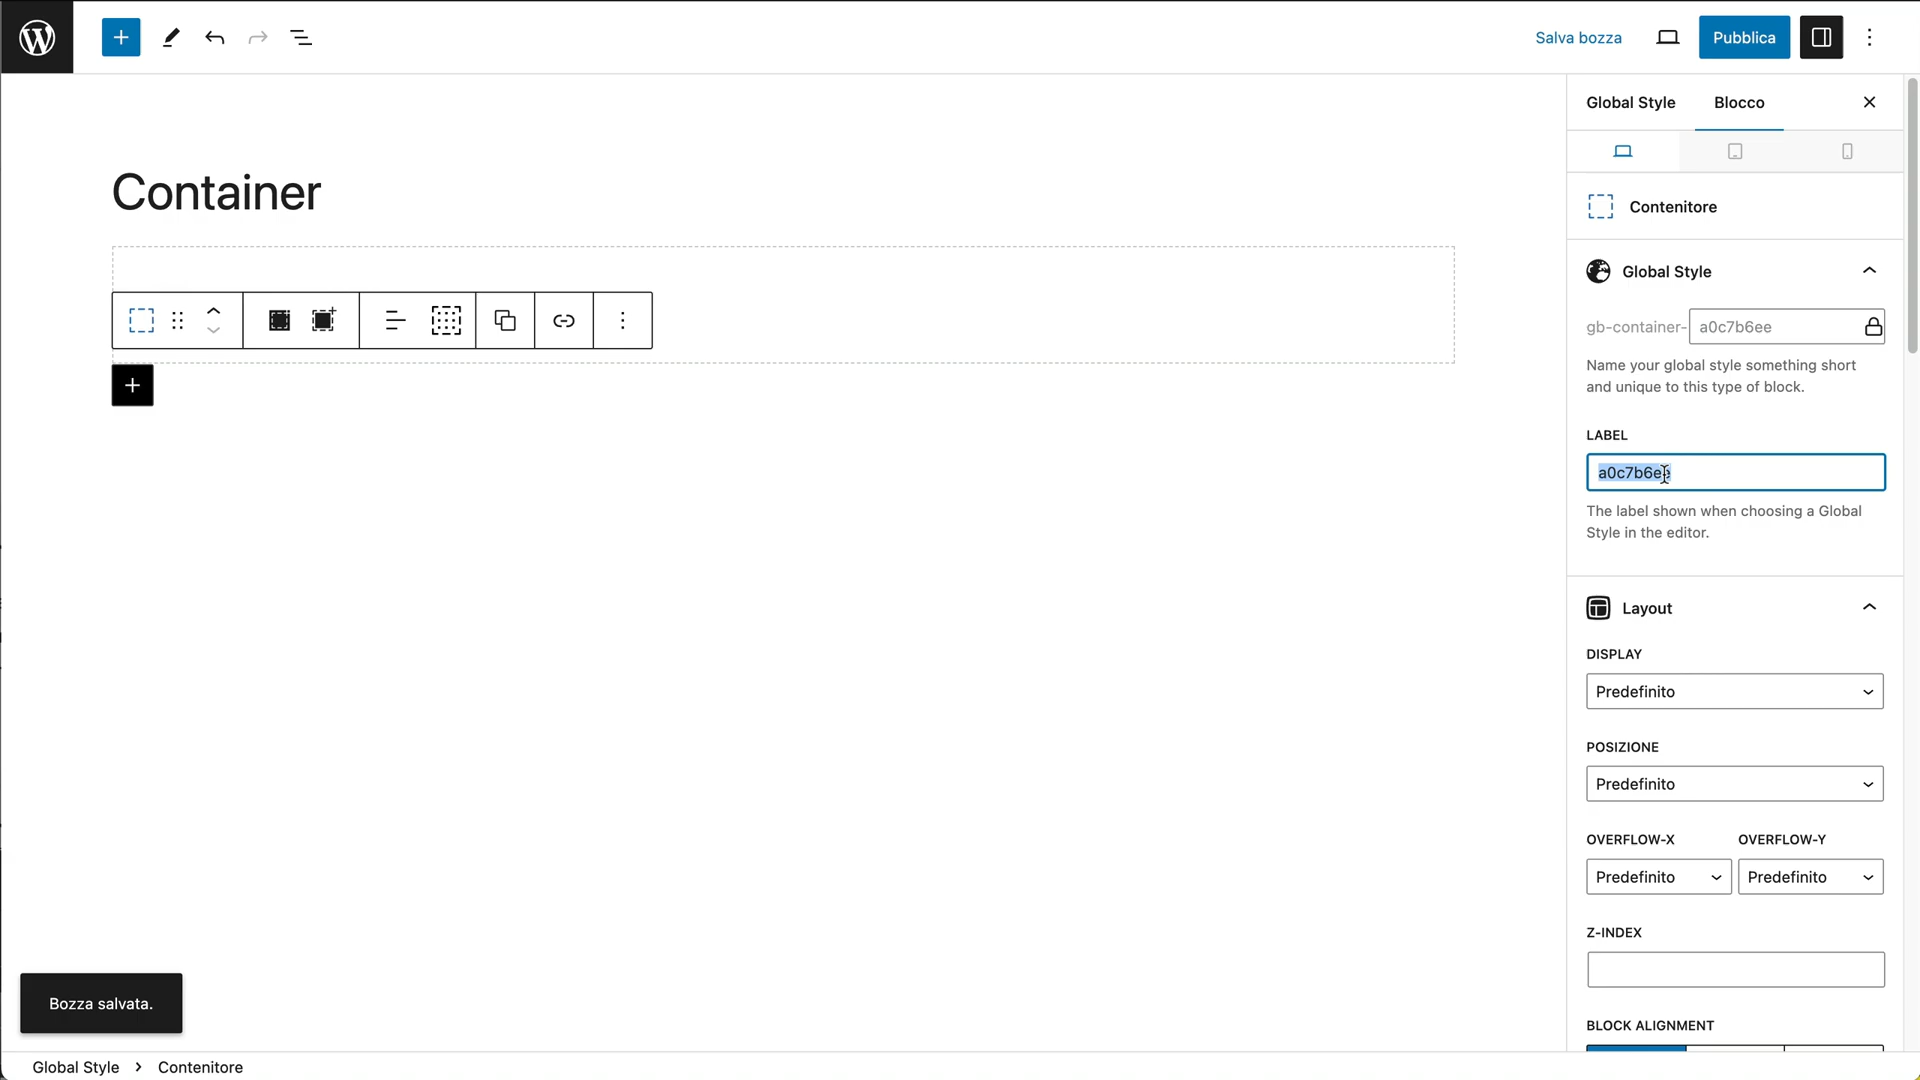 Salva bozza
Pubblica
Global Style
Blocco
Container
Contenitore
Global Style
gb-container-
a0c7b6ee
Name your global style something short
and unique to this type of block.
LABEL
a0c7b6ee
The label shown when choosing a Global
Style in the editor.
Layout
DISPLAY
Predefinito
POSIZIONE
Predefinito
OVERFLOW-X
OVERFLOW-Y
Predefinito
Predefinito
Z-INDEX
BLOCK ALIGNMENT
Bozza salvata.
Global Style
Contenitore